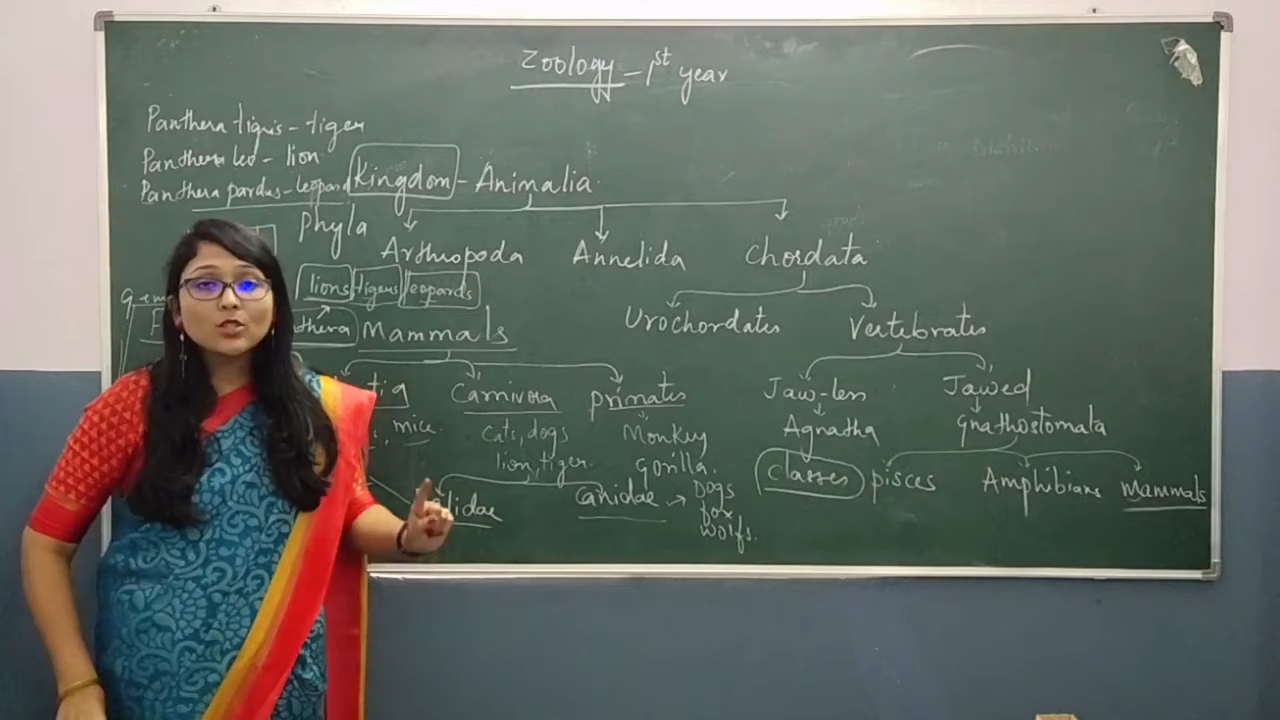 Zoology - 1st year
Panthera tigris - tiger
Panthera leo - lion
Panthera pardus - leopard
Kingdom - Animalia
Phyla
Arthropoda Annelida Chordata
lions tigers leopards
Mammals
Urochordates Vertebrates
Carnivora primates
Jaw-less Jawed
mice
cats, dogs
lion, tiger.
Monkey
gorilla.
Agnatha Gnathostomata
Classes pisces Amphibians Mammals
canidae → Dogs
fox
wolfs.